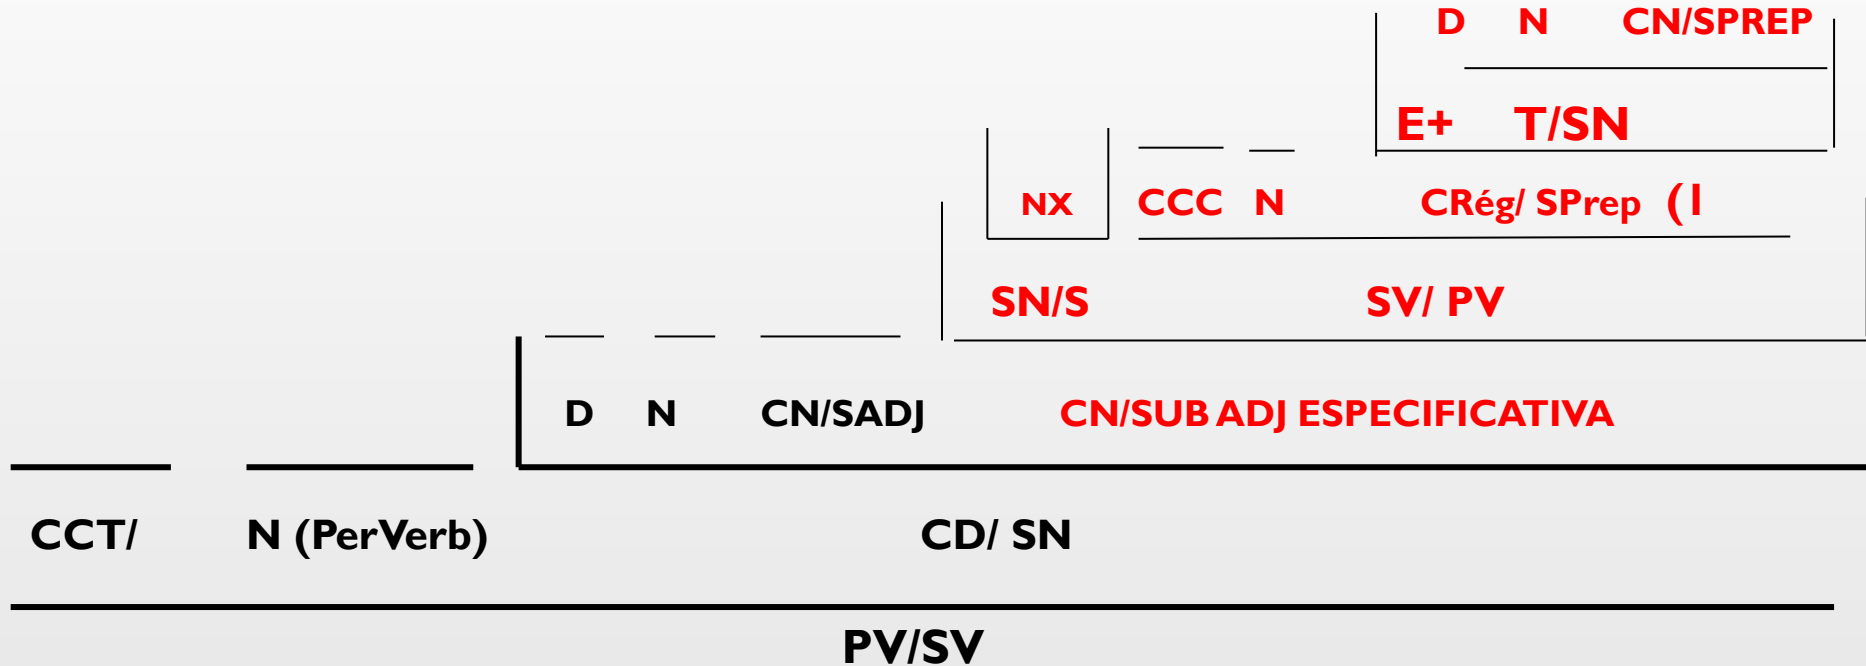 D N CN/SPREP
E+ T/SN
NX CCC N CRég/ SPrep (l
SN/S SV/ PV
D N CN/SADJ CN/SUB ADJ ESPECIFICATIVA
CCT/ N (PerVerb) CD/ SN
PV/SV